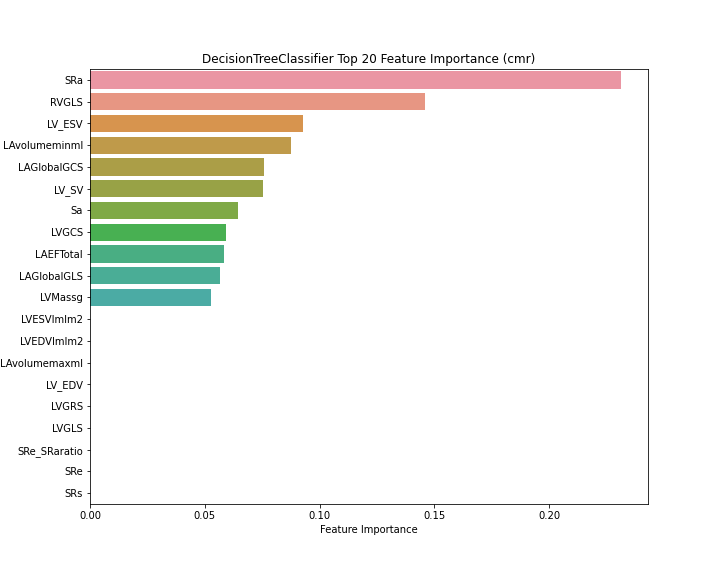 DecisionTreeClassifier Top 20 Feature Importance (cmr)
SRa
RVGLS
LV_ESV
LAvolumeminml
LAGlobalGCS
LV_SV
Sa
LVGCS
LAEFTotal
LAGlobalGLS
LVMassg
LVESVImlm2
LVEDVImlm2
LAvolumemaxml
LV_EDV
LVGRS
LVGLS
SRe_SRaratio
SRe
SRs
0.00 0.05 0.10 0.15 0.20
Feature Importance